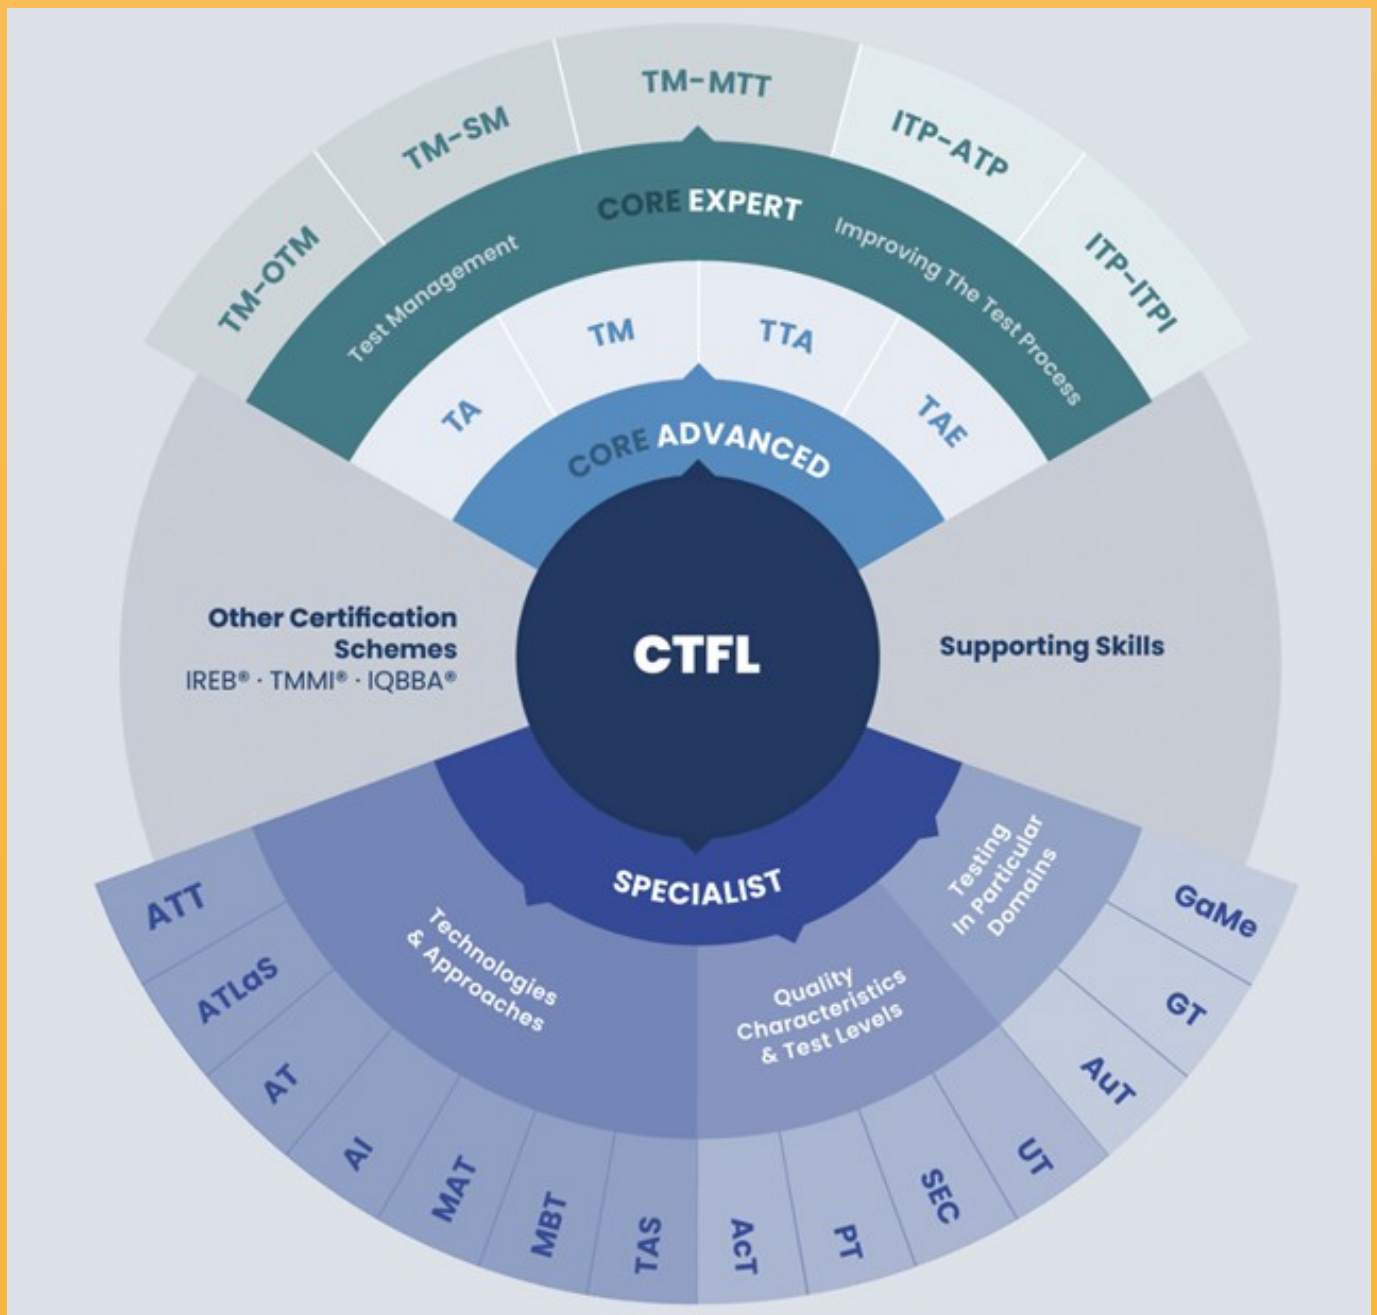 TM-OTM
TM-SM
TM-MTT
ITP-ATP
ITP-ITPI
CORE EXPERT
Test Management
Improving The Test Process
TA
TM
TTA
TAE
CORE ADVANCED
CTFL
Other Certification
Schemes
IREB® · TMMI® · IQBBA®
Supporting Skills
SPECIALIST
Technologies
& Approaches
Quality
Characteristics
& Test Levels
Testing
In Particular
Domains
ATT
ATLaS
AT
AI
MAT
MBT
TAS
AcT
PT
SEC
UT
AuT
GT
GaMe